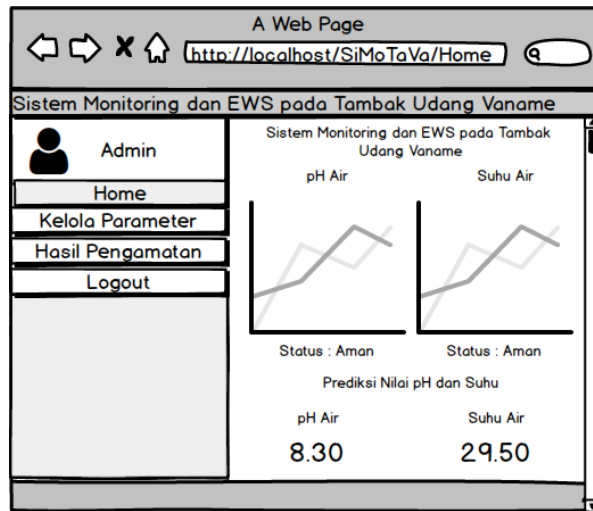 A Web Page
http://localhost/SiMoTaVa/Home
Sistem Monitoring dan EWS pada Tambak Udang Vaname
Admin
Home
Kelola Parameter
Hasil Pengamatan
Logout
Sistem Monitoring dan EWS pada Tambak
Udang Vaname
pH Air
Suhu Air
Status : Aman
Status : Aman
Prediksi Nilai pH dan Suhu
pH Air
Suhu Air
8.30
29.50